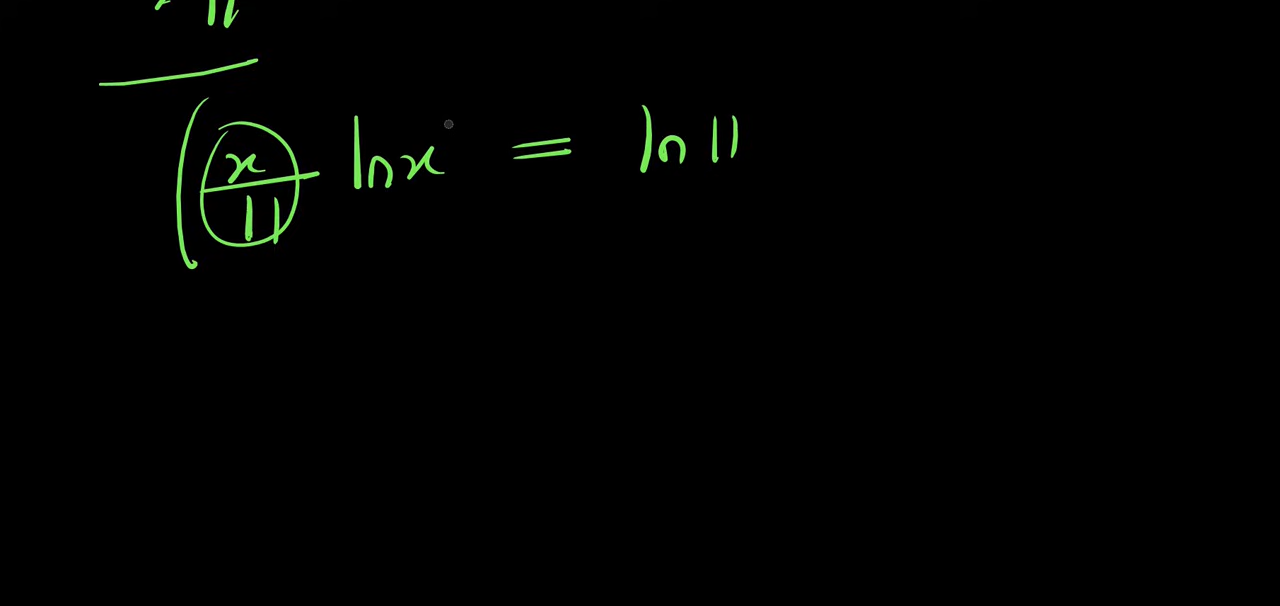 ( x/11 ln x = ln 11